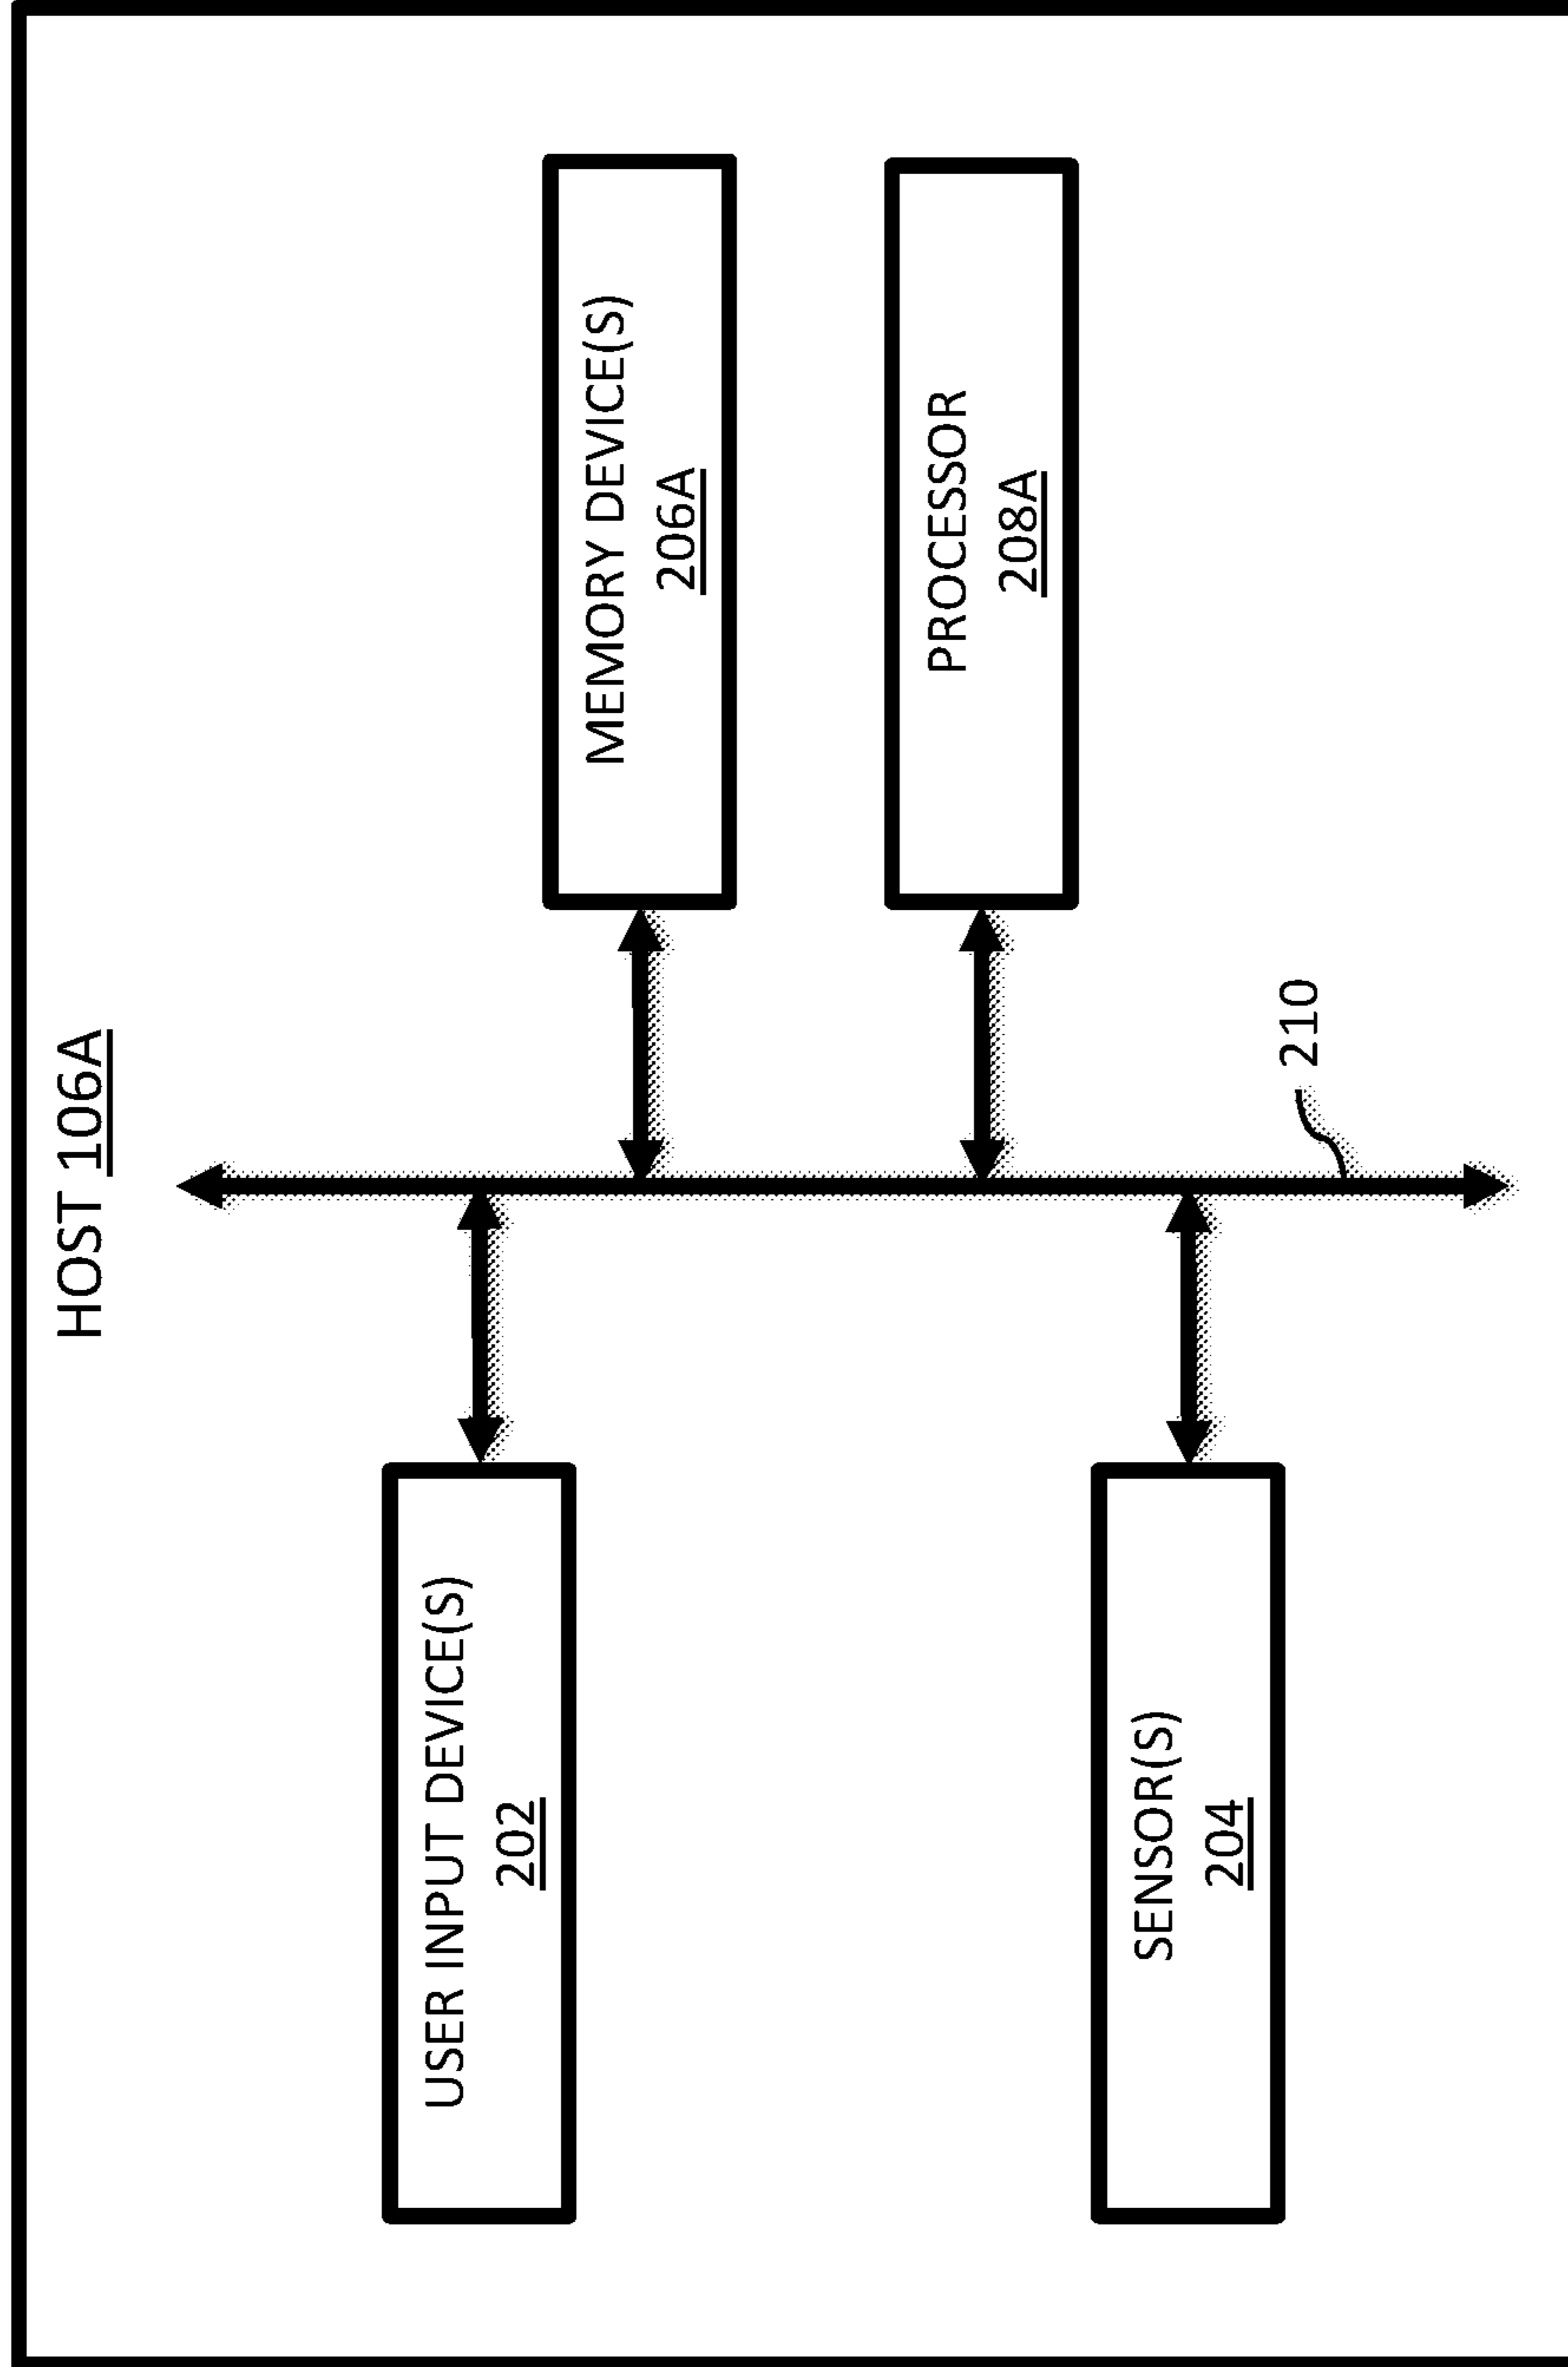 HOST 106A
USER INPUT DEVICE(S)
202
MEMORY DEVICE(S)
206A
PROCESSOR
208A
SENSOR(S)
204
210